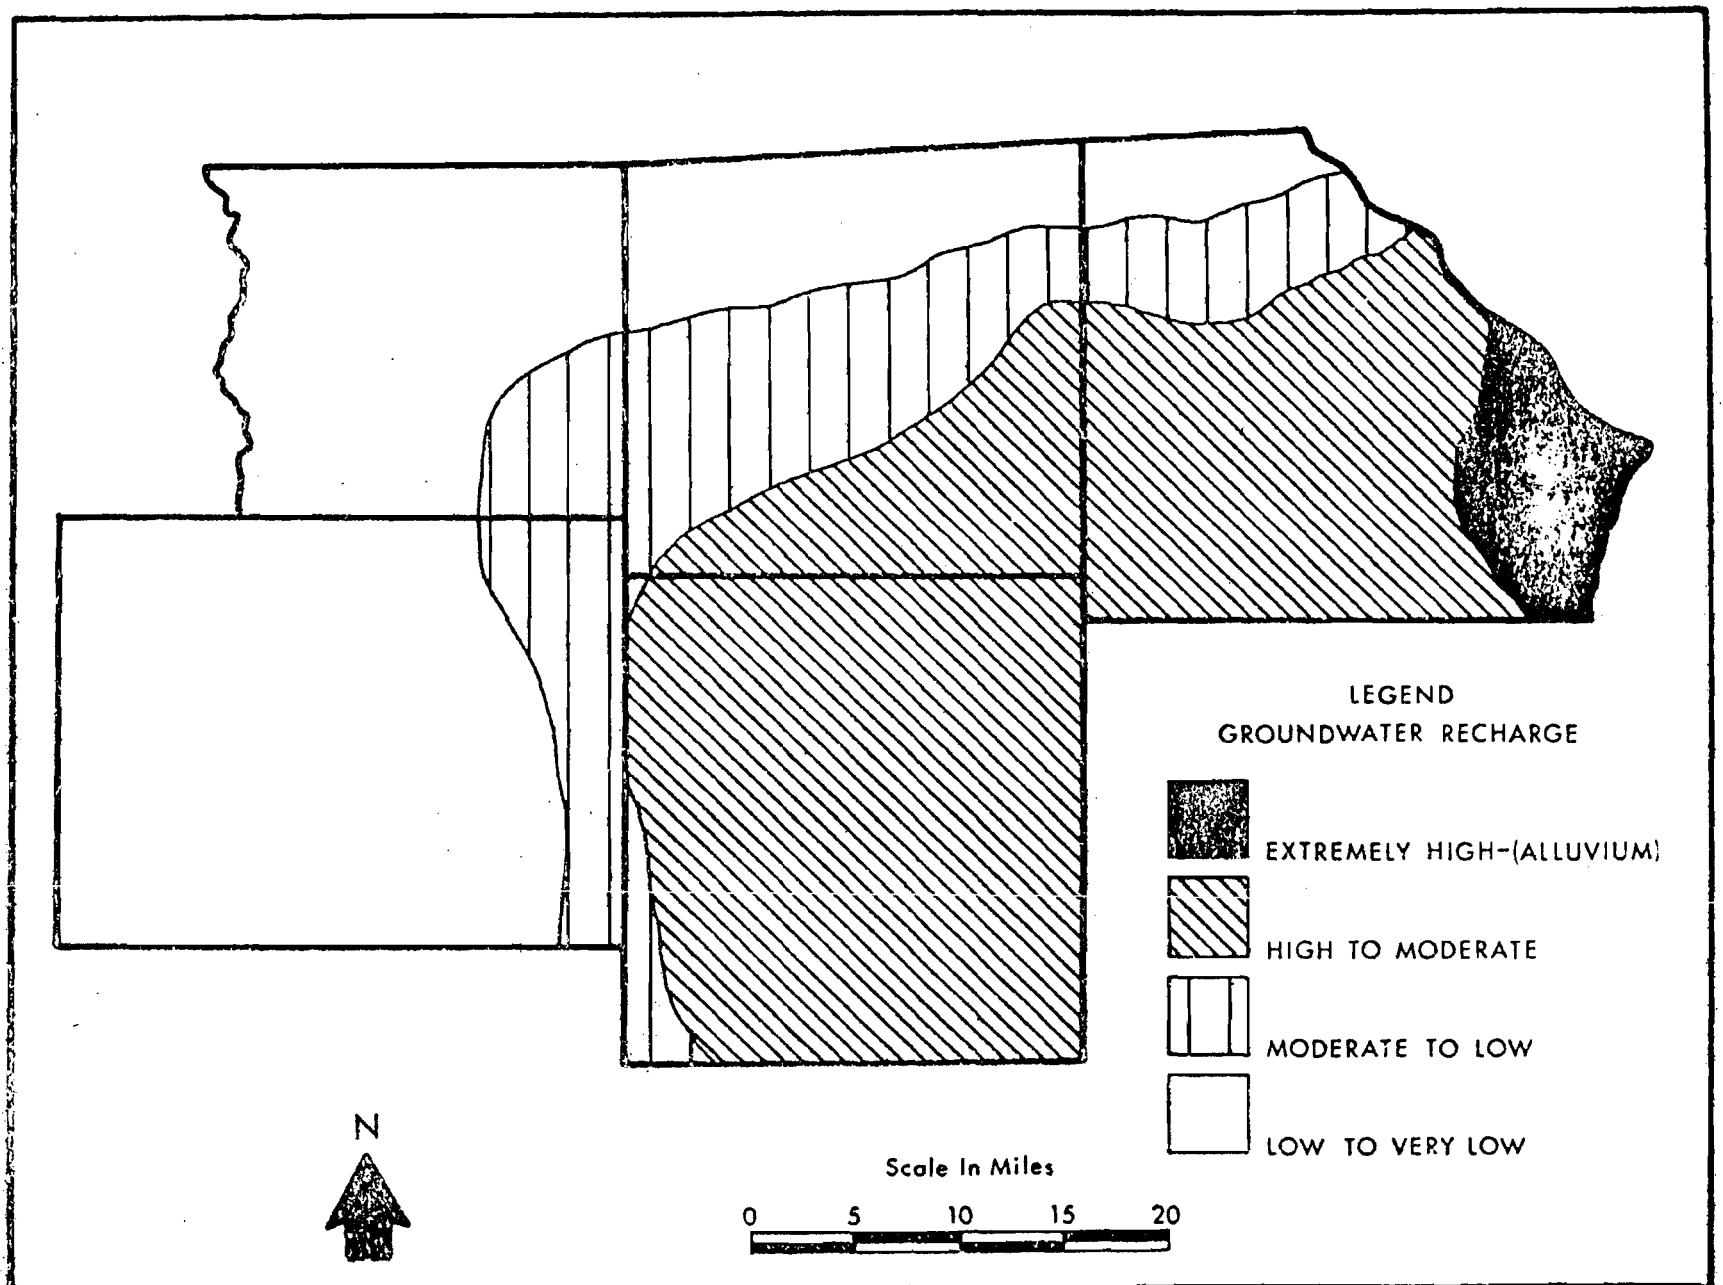 LEGEND
GROUNDWATER RECHARGE
EXTREMELY HIGH-(ALLUVIUM)
HIGH TO MODERATE
MODERATE TO LOW
LOW TO VERY LOW
N
Scale In Miles
0 5 10 15 20